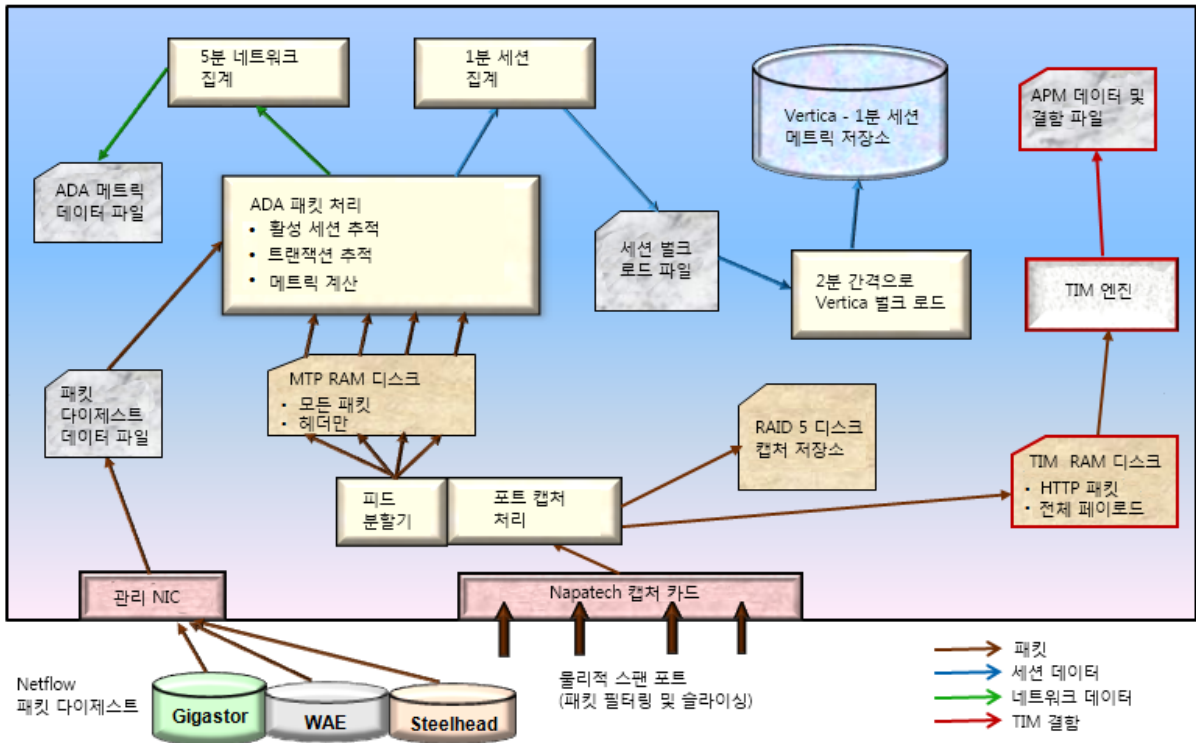 5분 네트워크
집계
1분 세션
집계
Vertica - 1분 세션
메트릭 저장소
APM 데이터 및
결함 파일
ADA 메트릭
데이터 파일
ADA 패킷 처리
• 활성 세션 추적
• 트랜잭션 추적
• 메트릭 계산
세션 벌크
로드 파일
2분 간격으로
Vertica 벌크 로드
TIM 엔진
패킷
다이제스트
데이터 파일
MTP RAM 디스크
• 모든 패킷
• 헤더만
RAID 5 디스크
캡처 저장소
TIM RAM 디스크
• HTTP 패킷
• 전체 페이로드
피드
분할기
포트 캡처
처리
관리 NIC
Napatech 캡처 카드
Netflow
패킷 다이제스트
Gigastor
WAE
Steelhead
물리적 스팬 포트
(패킷 필터링 및 슬라이싱)
패킷
세션 데이터
네트워크 데이터
TIM 결함